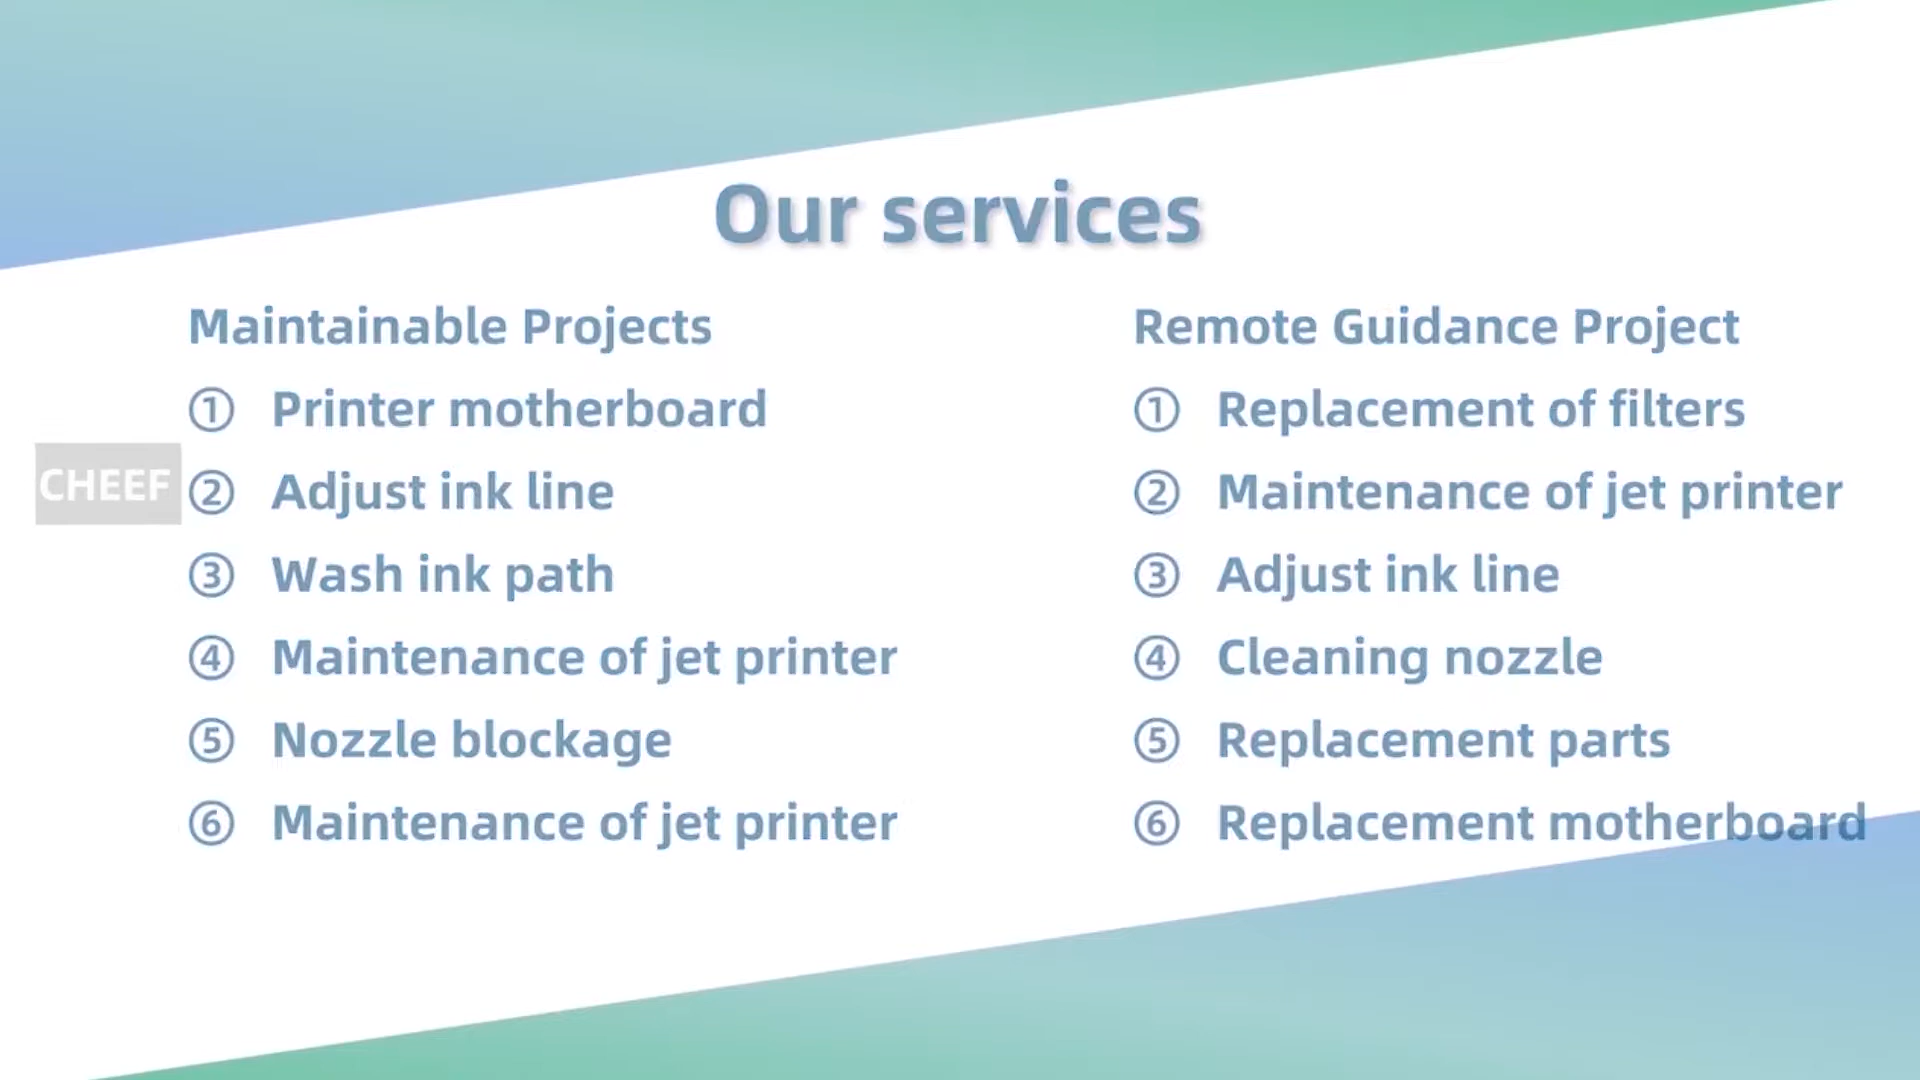 Our services
Maintainable Projects
① Printer motherboard
② Adjust ink line
③ Wash ink path
④ Maintenance of jet printer
⑤ Nozzle blockage
⑥ Maintenance of jet printer
Remote Guidance Project
① Replacement of filters
② Maintenance of jet printer
③ Adjust ink line
④ Cleaning nozzle
⑤ Replacement parts
⑥ Replacement motherboard
CHEEF